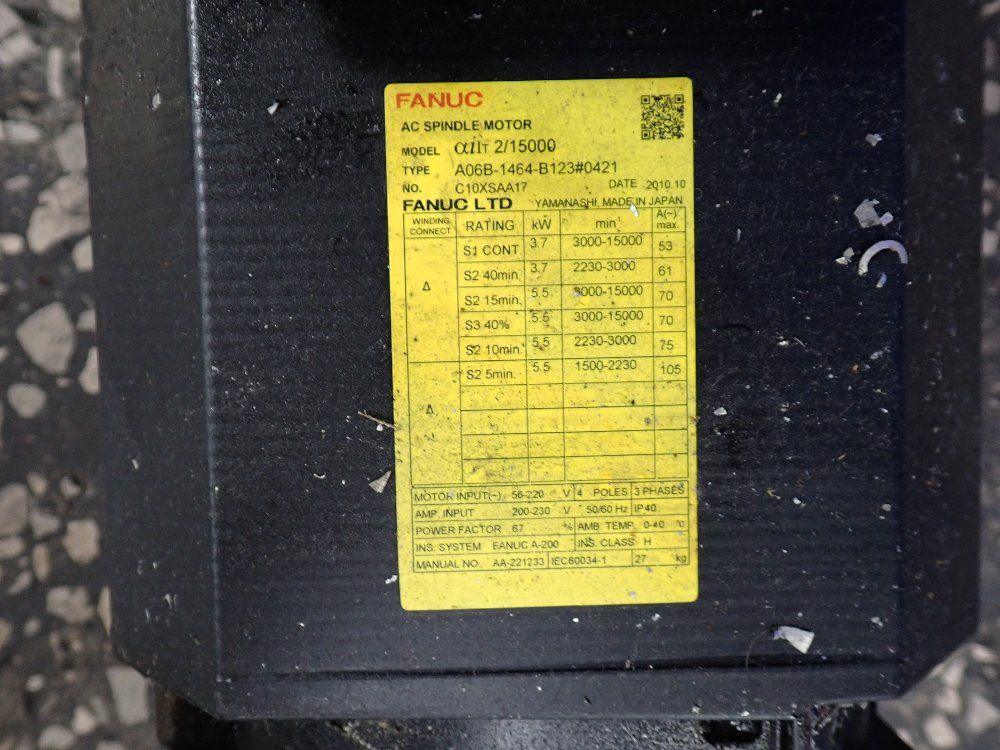 FANUC
AC SPINDLE MOTOR
MODEL αiIT 2/15000
TYPE A06B-1464-B123#0421
NO. C10XSAA17 DATE 2010.10
FANUC LTD YAMANASHI, MADE IN JAPAN
WINDING CONNECT RATING kW min⁻¹ A(~) max.
Δ
S1 CONT. 3.7 3000-15000 53
S2 40min. 3.7 2230-3000 61
S2 15min. 5.5 3000-15000 70
S3 40% 5.5 3000-15000 70
S2 10min. 5.5 2230-3000 75
S2 5min. 5.5 1500-2230 105
Δ
MOTOR INPUT(~) 56-220 V 4 POLES 3 PHASES
AMP. INPUT 200-230 V 50/60 Hz IP40
POWER FACTOR 67 % AMB. TEMP. 0-40 °C
INS. SYSTEM FANUC A-200 INS. CLASS H
MANUAL NO. AA-221233 IEC60034-1 27 kg